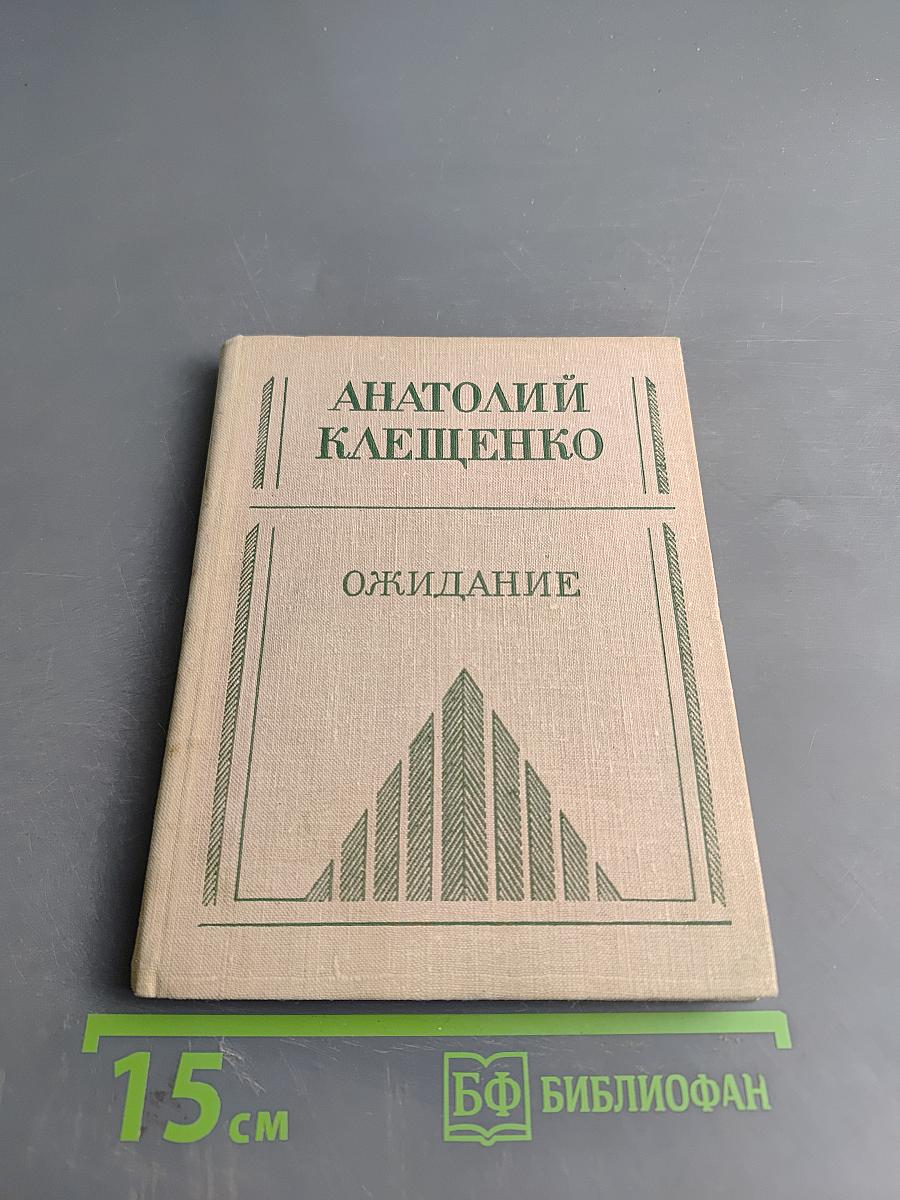 АНАТОЛИЙ
КЛЕЩЕНКО
ОЖИДАНИЕ
15 см
БФ БИБЛИОФАН